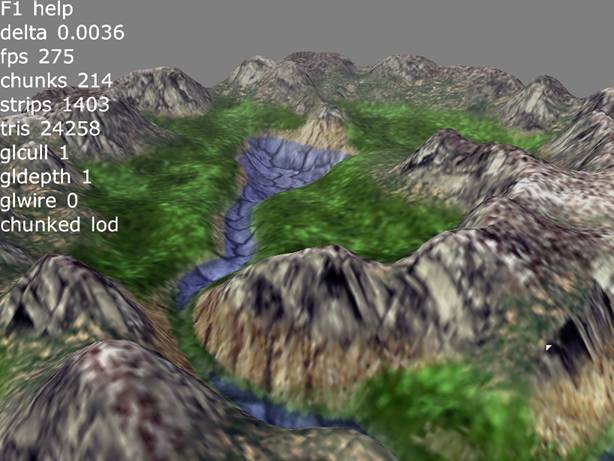 F1 help
delta 0.0036
fps 275
chunks 214
strips 1403
tris 24258
glcull 1
gldepth 1
glwire 0
chunked lod